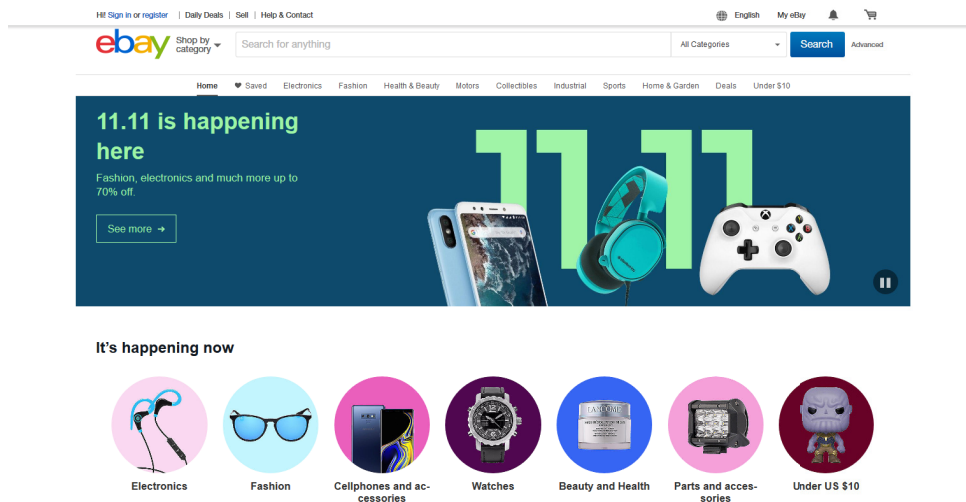 Hi! Sign in or register | Daily Deals | Sell | Help & Contact English My eBay
ebay Shop by category Search for anything All Categories Search Advanced
Home Saved Electronics Fashion Health & Beauty Motors Collectibles Industrial Sports Home & Garden Deals Under $10
11.11 is happening
here
Fashion, electronics and much more up to
70% off.
See more →
11.11
It's happening now
LANCOME
Electronics Fashion Cellphones and ac-
cessories
Watches Beauty and Health Parts and acces-
sories
Under US $10